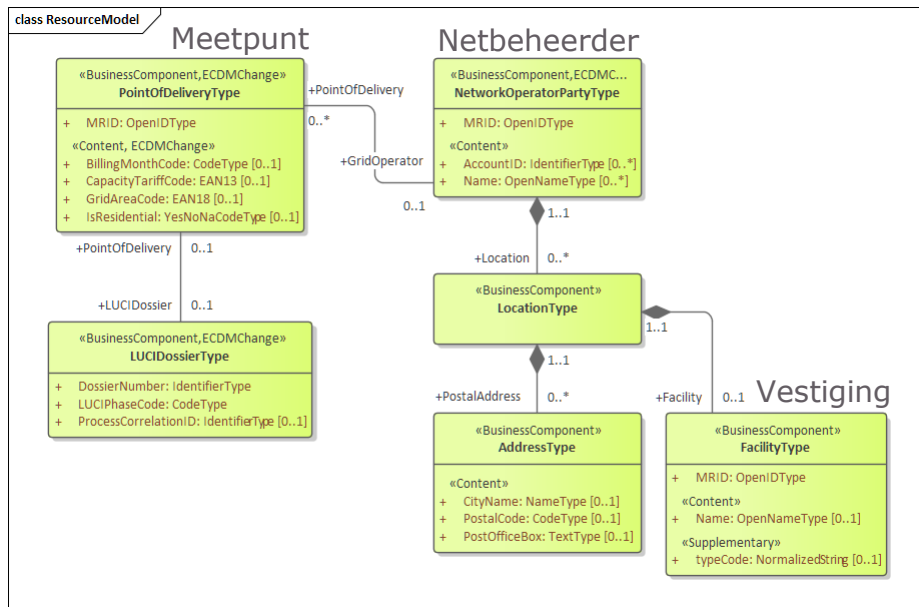 class ResourceModel
Meetpunt
Netbeheerder
«BusinessComponent,ECDMChange»
PointOfDeliveryType
+ MRID: OpenIDType
«Content, ECDMChange»
+ BillingMonthCode: CodeType [0..1]
+ CapacityTariffCode: EAN13 [0..1]
+ GridAreaCode: EAN18 [0..1]
+ IsResidential: YesNoNaCodeType [0..1]
+PointOfDelivery
0..*
+GridOperator
0..1
«BusinessComponent,ECDMC...
NetworkOperatorPartyType
+ MRID: OpenIDType
«Content»
+ AccountID: IdentifierType [0..*]
+ Name: OpenNameType [0..*]
+PointOfDelivery 0..1
+LUCIDossier 0..1
1..1
+Location 0..*
«BusinessComponent,ECDMChange»
LUCIDossierType
+ DossierNumber: IdentifierType
+ LUCIPhaseCode: CodeType
+ ProcessCorrelationID: IdentifierType [0..1]
«BusinessComponent»
LocationType
1..1
1..1
+PostalAddress 0..*
+Facility 0..1
Vestiging
«BusinessComponent»
AddressType
«Content»
+ CityName: NameType [0..1]
+ PostalCode: CodeType [0..1]
+ PostOfficeBox: TextType [0..1]
«BusinessComponent»
FacilityType
+ MRID: OpenIDType
«Content»
+ Name: OpenNameType [0..1]
«Supplementary»
+ typeCode: NormalizedString [0..1]